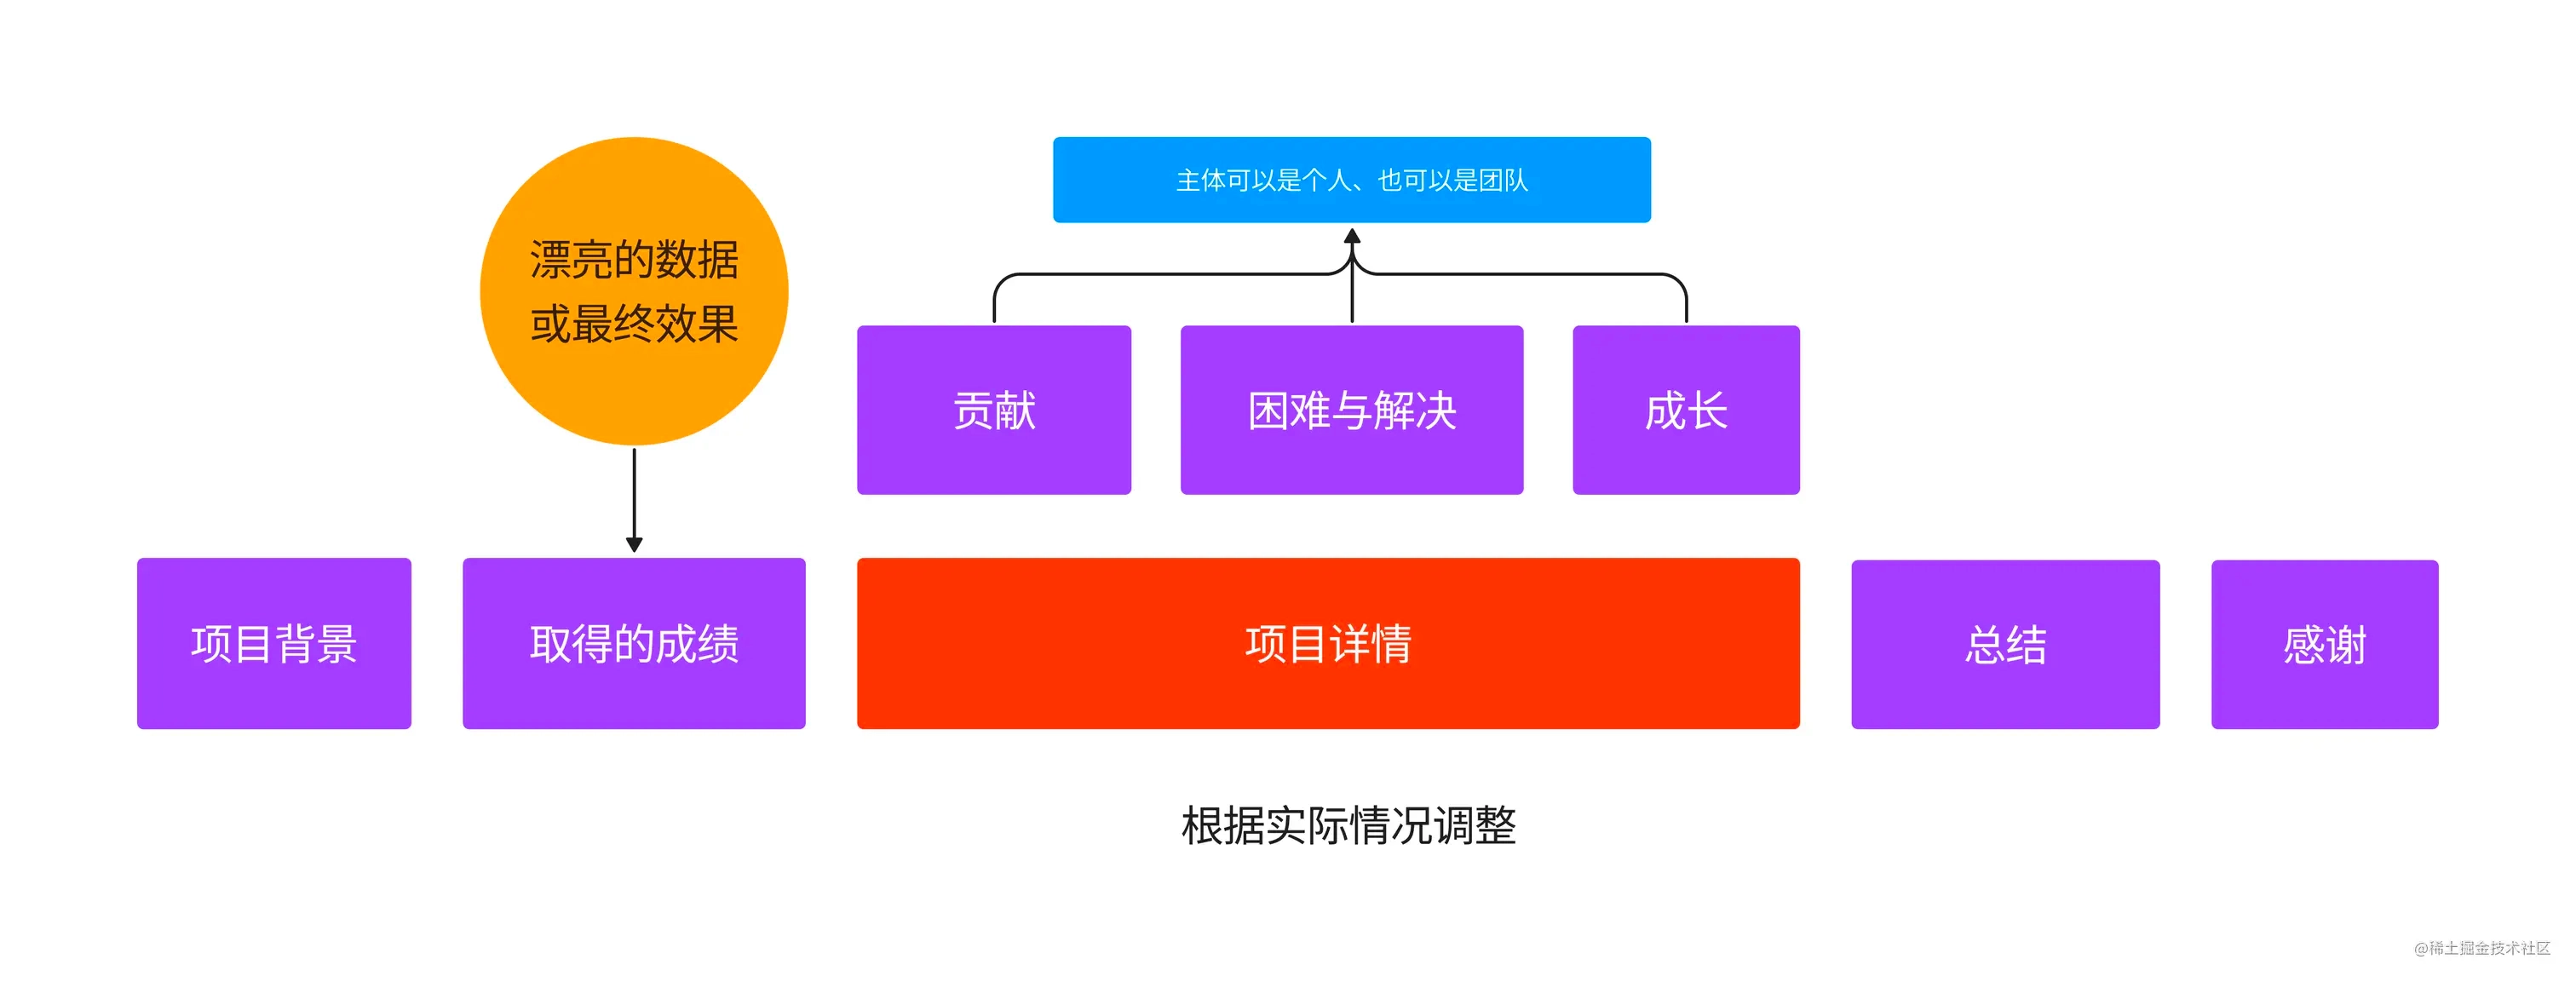 主体可以是个人、也可以是团队
漂亮的数据
或最终效果
贡献
困难与解决
成长
项目背景
取得的成绩
项目详情
总结
感谢
根据实际情况调整
@稀土掘金技术社区